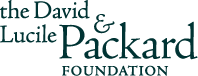 the David &
Lucile Packard
FOUNDATION